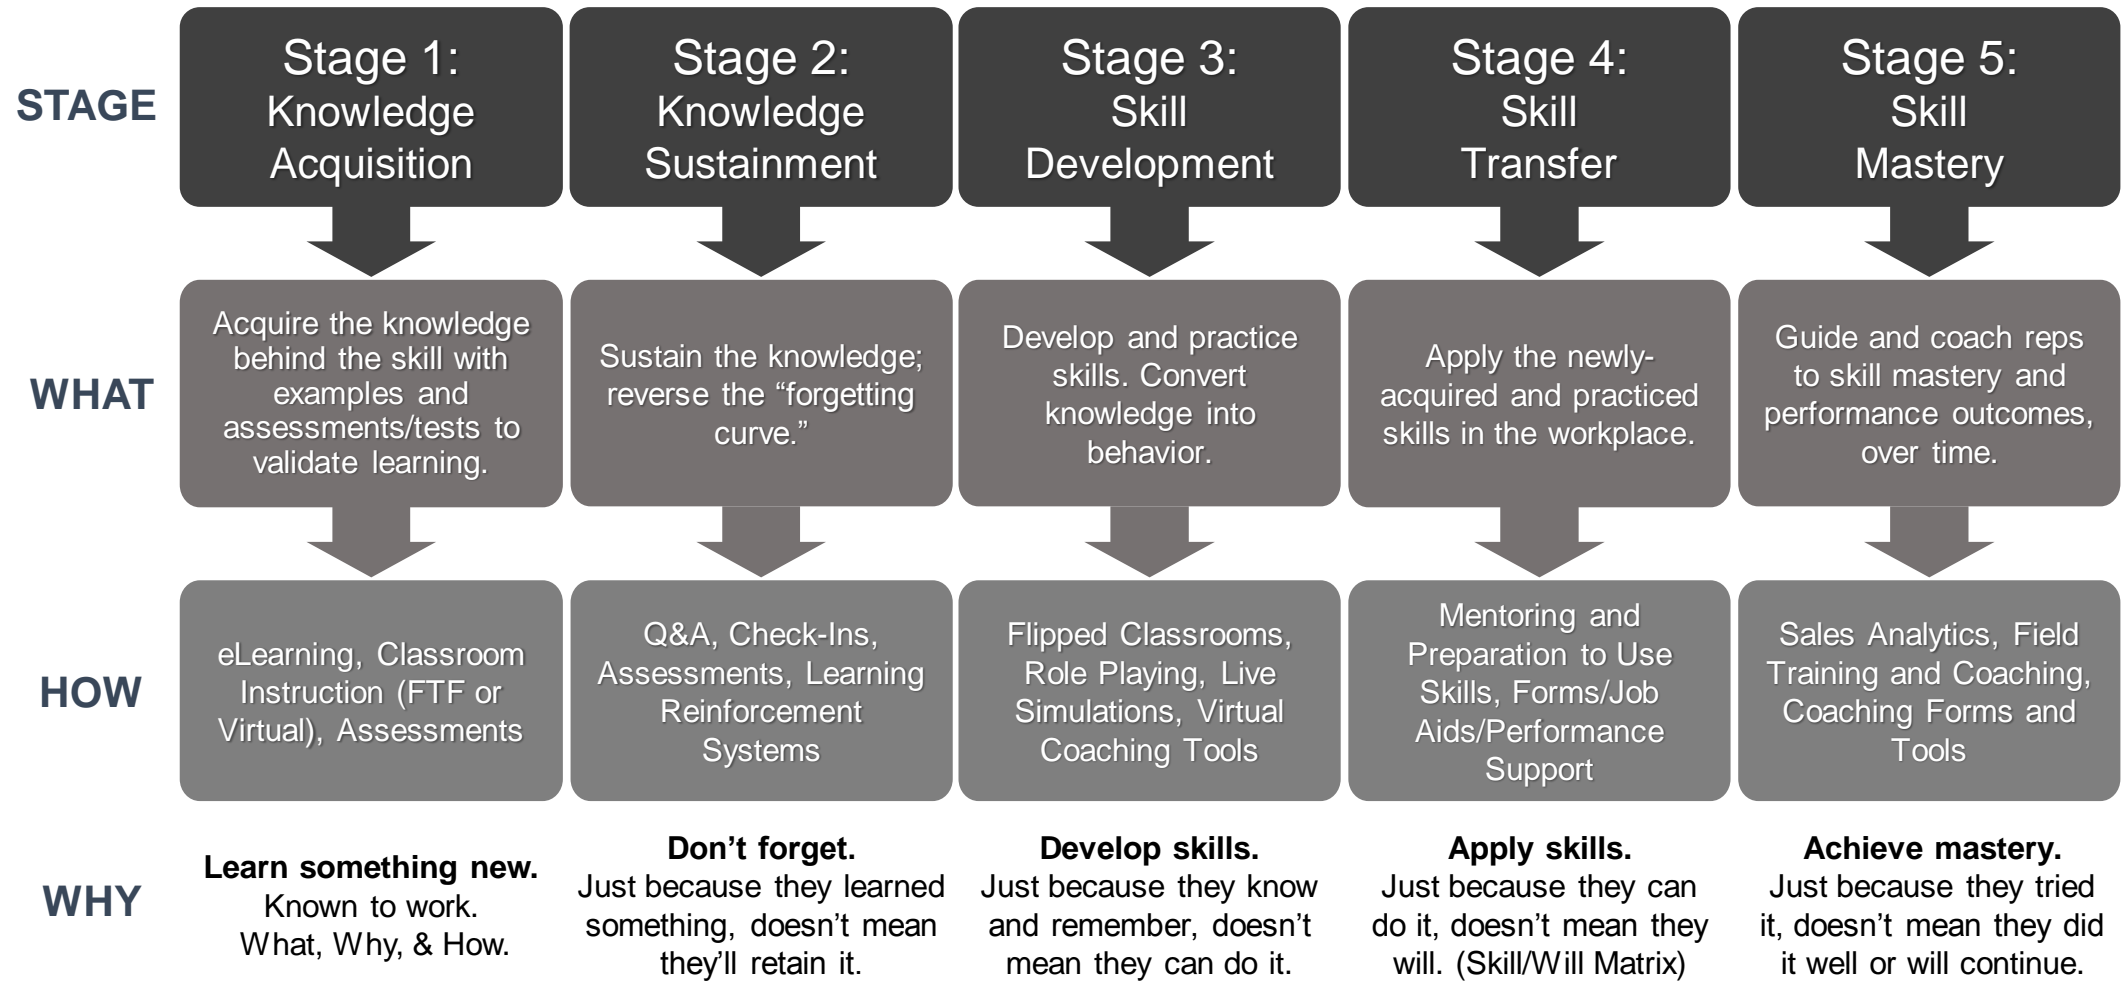 STAGE
Stage 1:
Knowledge
Acquisition
Stage 2:
Knowledge
Sustainment
Stage 3:
Skill
Development
Stage 4:
Skill
Transfer
Stage 5:
Skill
Mastery
WHAT
Acquire the knowledge
behind the skill with
examples and
assessments/tests to
validate learning.
Sustain the knowledge;
reverse the “forgetting
curve.”
Develop and practice
skills. Convert
knowledge into
behavior.
Apply the newly-
acquired and practiced
skills in the workplace.
Guide and coach reps
to skill mastery and
performance outcomes,
over time.
HOW
eLearning, Classroom
Instruction (FTF or
Virtual), Assessments
Q&A, Check-Ins,
Assessments, Learning
Reinforcement
Systems
Flipped Classrooms,
Role Playing, Live
Simulations, Virtual
Coaching Tools
Mentoring and
Preparation to Use
Skills, Forms/Job
Aids/Performance
Support
Sales Analytics, Field
Training and Coaching,
Coaching Forms and
Tools
WHY
Learn something new.
Known to work.
What, Why, & How.
Don’t forget.
Just because they learned
something, doesn’t mean
they’ll retain it.
Develop skills.
Just because they know
and remember, doesn’t
mean they can do it.
Apply skills.
Just because they can
do it, doesn’t mean they
will. (Skill/Will Matrix)
Achieve mastery.
Just because they tried
it, doesn’t mean they did
it well or will continue.